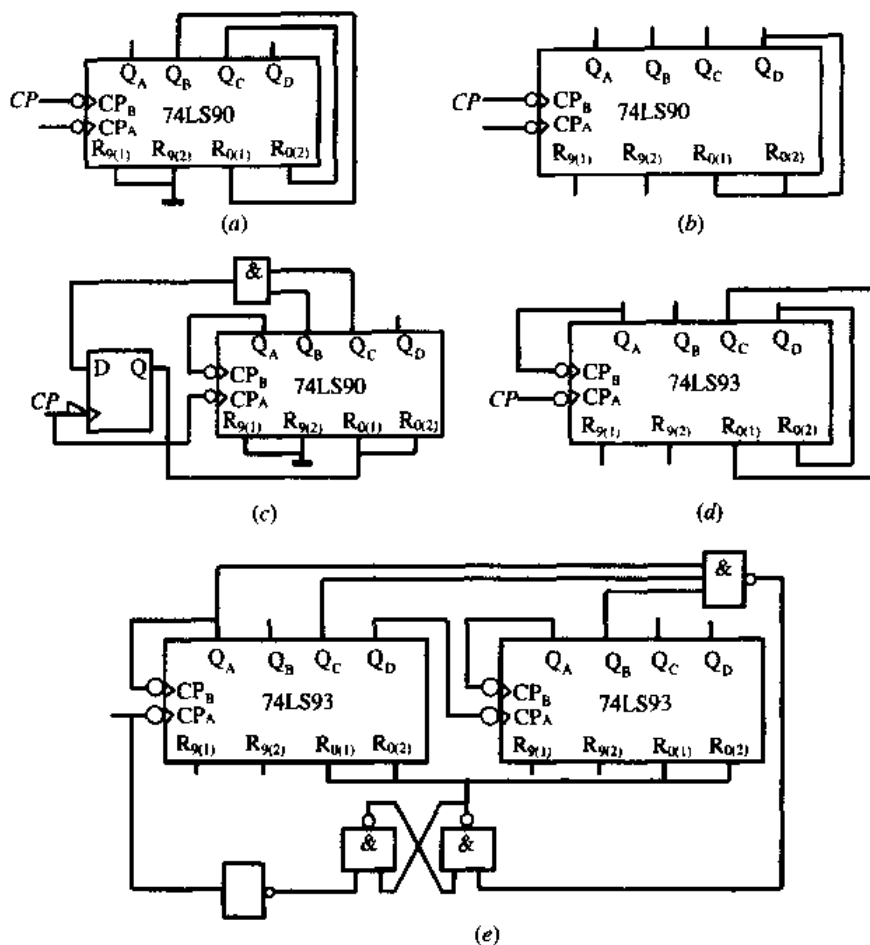 Q_A Q_B Q_C Q_D
CP CP_B
74LS90
CP_A
R_9(1) R_9(2) R_0(1) R_0(2)
(a)
Q_A Q_B Q_C Q_D
CP CP_B
74LS90
CP_A
R_9(1) R_9(2) R_0(1) R_0(2)
(b)
&
Q_A Q_B Q_C Q_D
D Q
CP_B
74LS90
CP
CP_A
R_9(1) R_9(2) R_0(1) R_0(2)
(c)
Q_A Q_B Q_C Q_D
CP_B
74LS93
CP CP_A
R_9(1) R_9(2) R_0(1) R_0(2)
(d)
&
Q_A Q_B Q_C Q_D
CP_B
74LS93
CP_A
R_9(1) R_9(2) R_0(1) R_0(2)
Q_A Q_B Q_C Q_D
CP_B
74LS93
CP_A
R_9(1) R_9(2) R_0(1) R_0(2)
& &
(e)